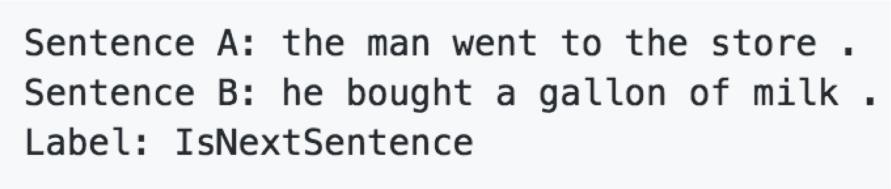 Sentence A: the man went to the store .
Sentence B: he bought a gallon of milk .
Label: IsNextSentence